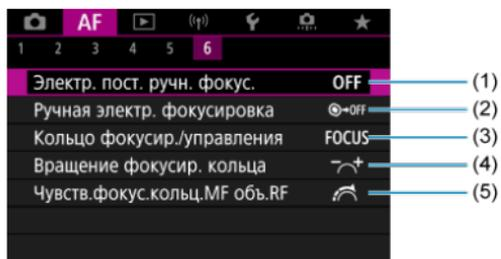 AF
1 2 3 4 5 6
Электр. пост. ручн. фокус. OFF (1)
Ручная электр. фокусировка OFF (2)
Кольцо фокусир./управления FOCUS (3)
Вращение фокусир. кольца - + (4)
Чувств.фокус.кольц.MF объ.RF (5)